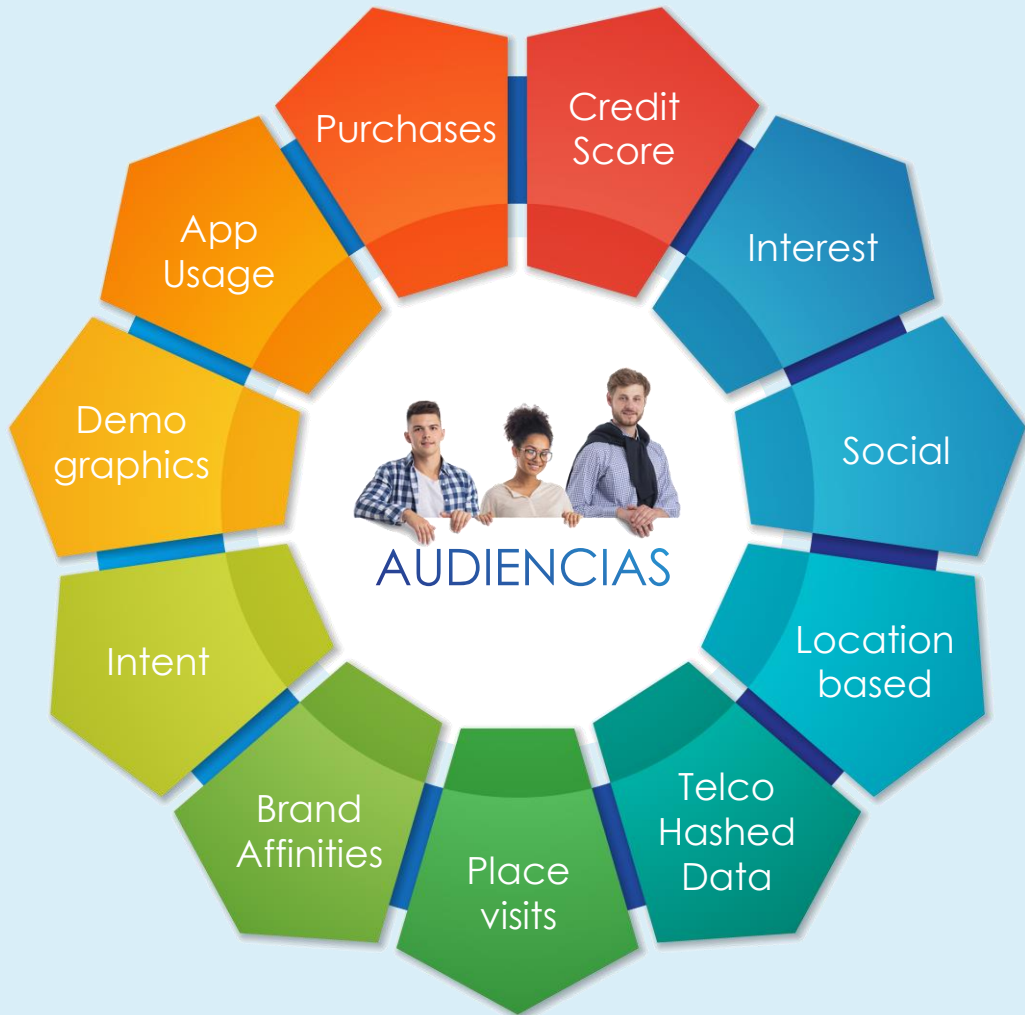 Purchases
Credit
Score
Interest
Social
Location
based
Telco
Hashed
Data
Place
visits
Brand
Affinities
Intent
Demo
graphics
App
Usage
AUDIENCIAS